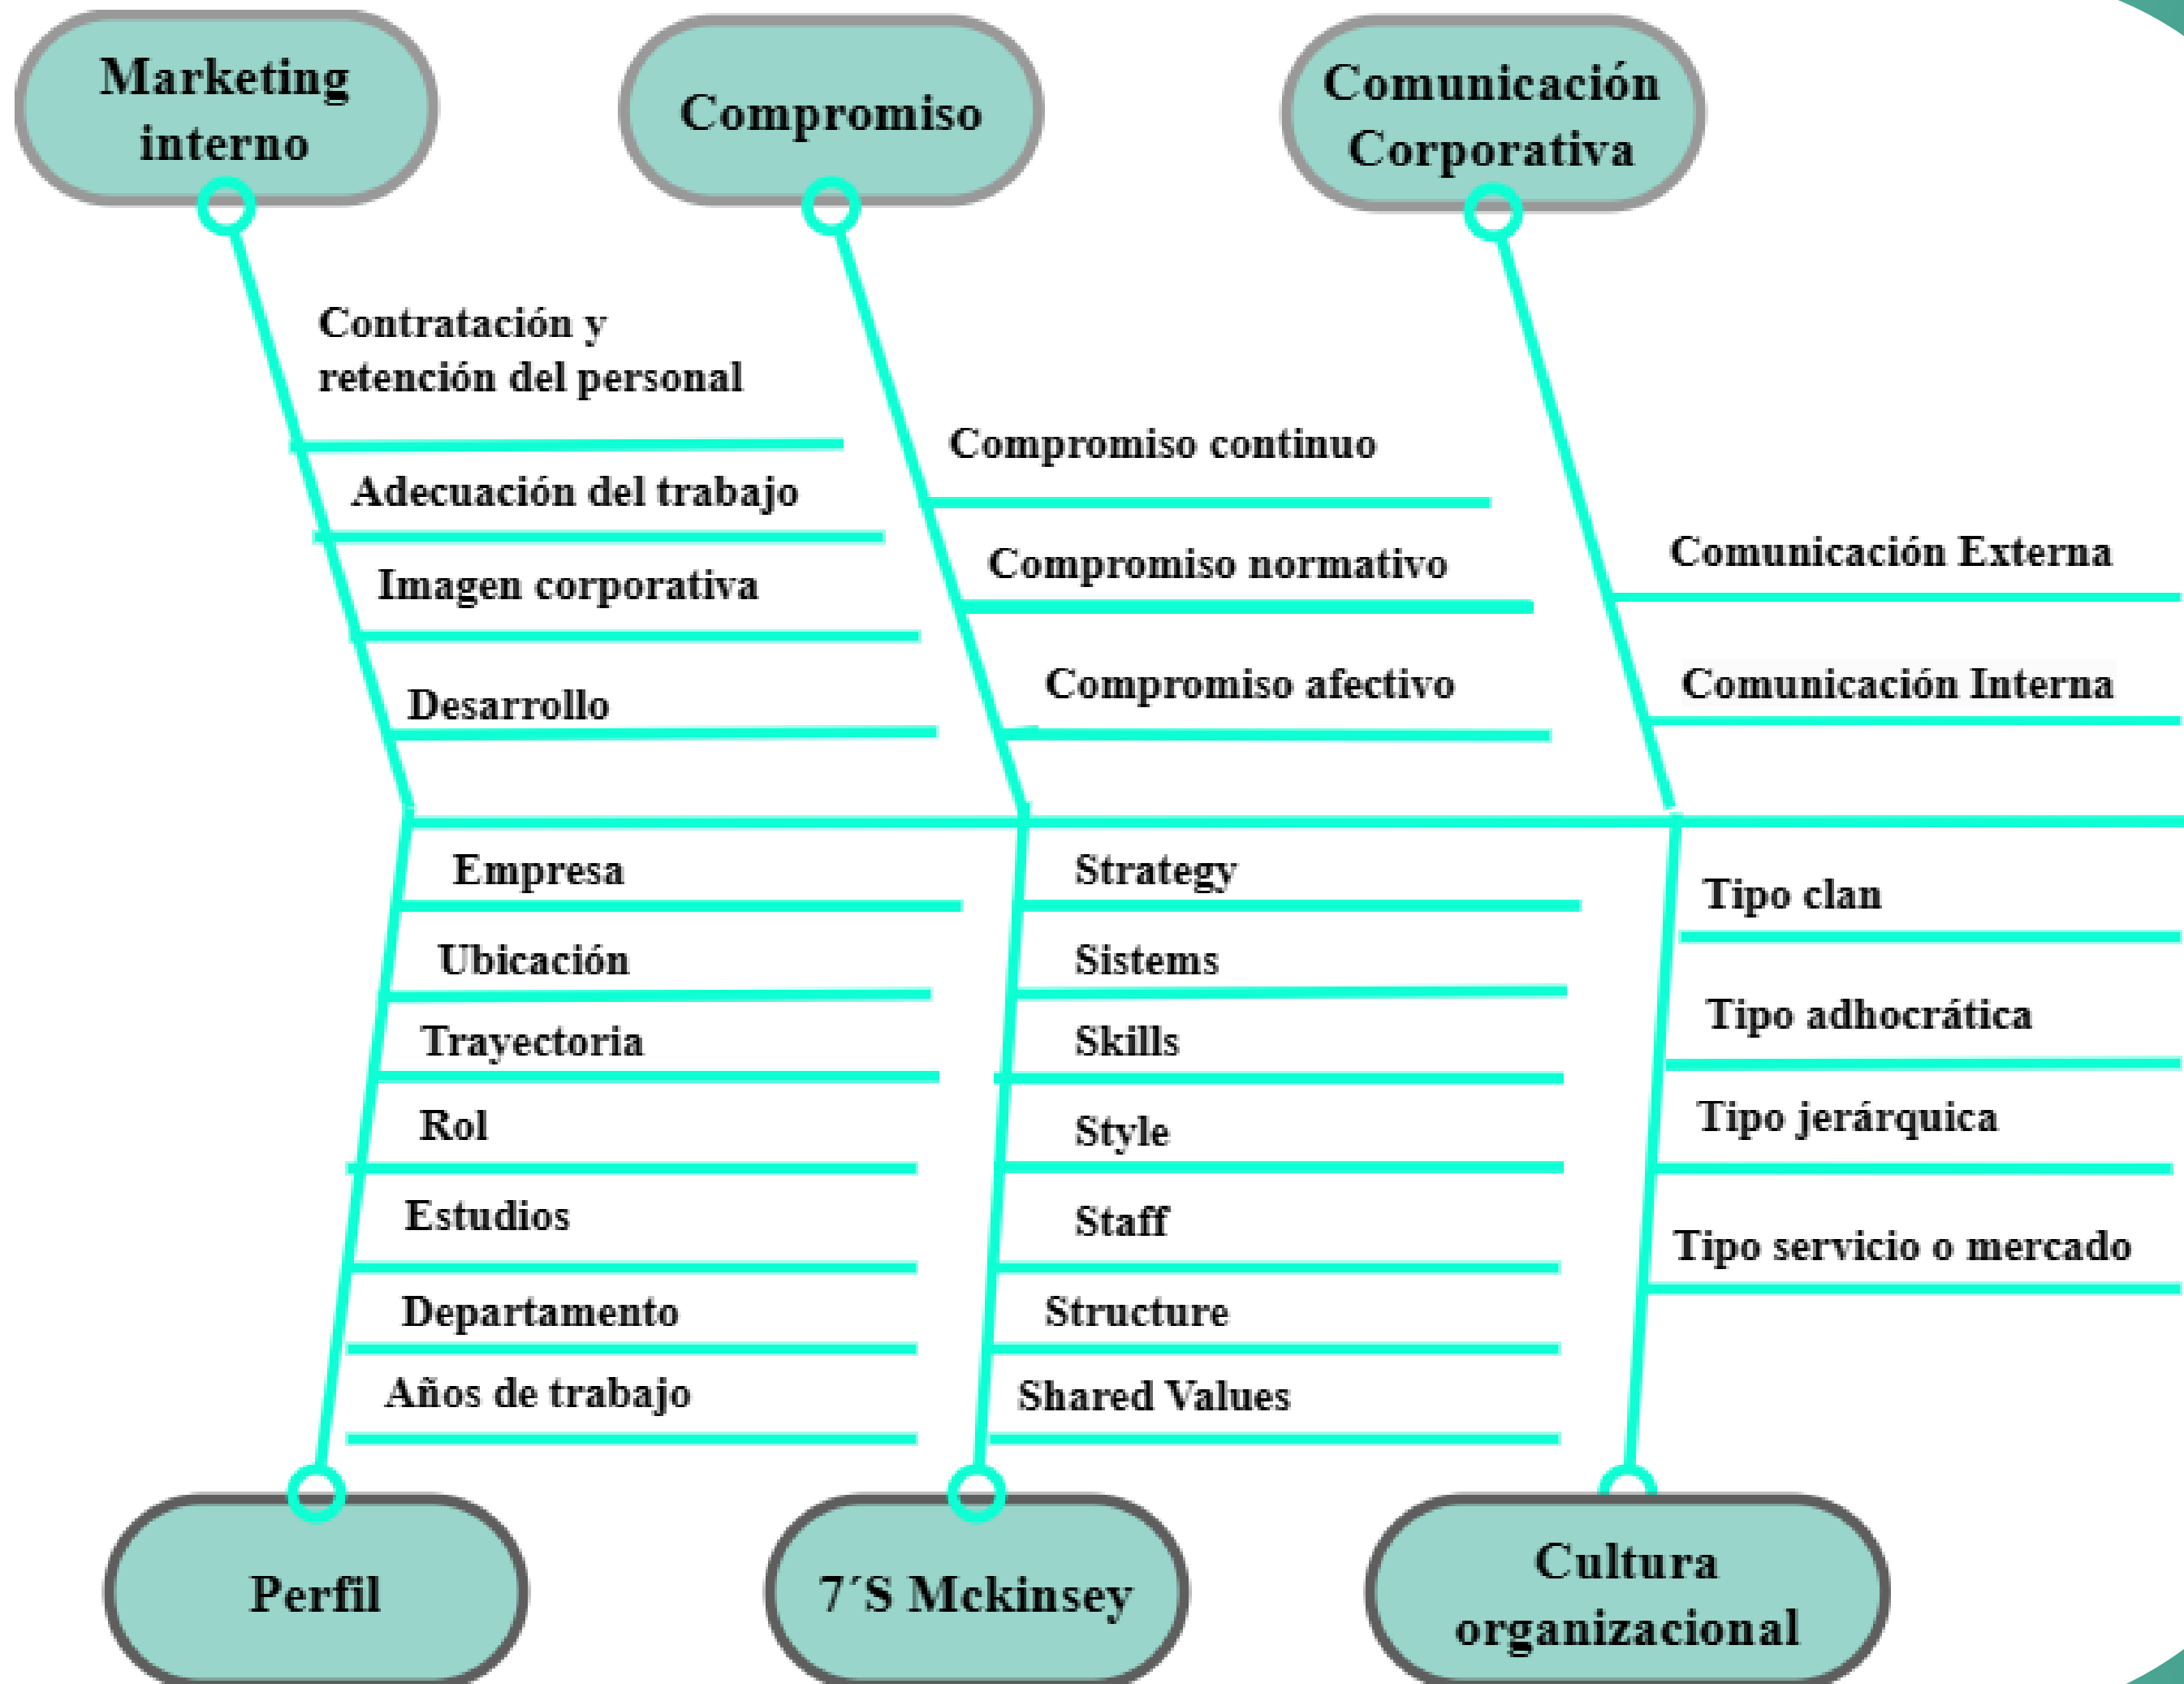 Marketing
interno
Compromiso
Comunicación
Corporativa
Contratación y
retención del personal
Adecuación del trabajo
Imagen corporativa
Desarrollo
Compromiso continuo
Compromiso normativo
Compromiso afectivo
Comunicación Externa
Comunicación Interna
Empresa
Ubicación
Trayectoria
Rol
Estudios
Departamento
Años de trabajo
Strategy
Sistems
Skills
Style
Staff
Structure
Shared Values
Tipo clan
Tipo adhocrática
Tipo jerárquica
Tipo servicio o mercado
Perfil
7´S Mckinsey
Cultura
organizacional